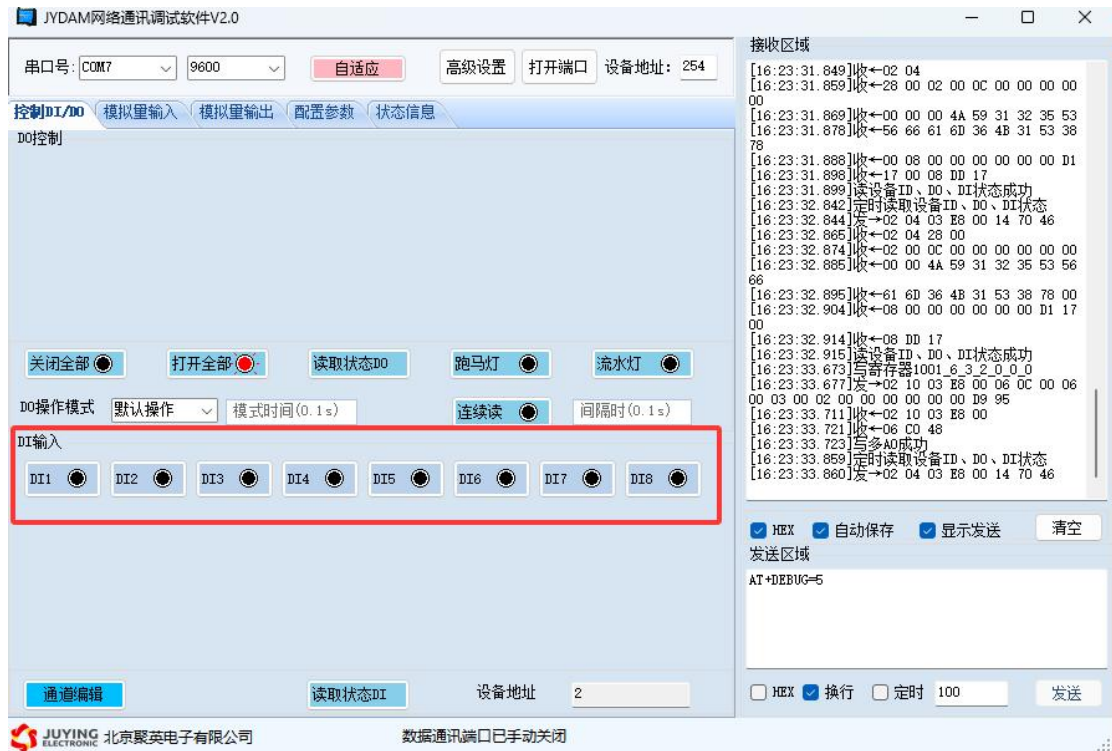 JYDAM网络通讯调试软件V2.0
串口号: COM7 9600 自适应 高级设置 打开端口 设备地址: 254
控制DI/DO 模拟量输入 模拟量输出 配置参数 状态信息
DO控制
关闭全部 打开全部 读取状态DO 跑马灯 流水灯
DO操作模式 默认操作 模式时间(0.1s) 连续读 间隔时(0.1s)
DI输入
DI1 DI2 DI3 DI4 DI5 DI6 DI7 DI8
通道编辑 读取状态DI 设备地址 2
JUYING ELECTRONIC 北京聚英电子有限公司 数据通讯端口已手动关闭
接收区域
[16:23:31.849]收←02 04
[16:23:31.859]收←28 00 02 00 0C 00 00 00 00
00
[16:23:31.869]收←00 00 00 4A 59 31 32 35 53
[16:23:31.878]收←56 66 61 6D 36 4B 31 53 38
78
[16:23:31.888]收←00 08 00 00 00 00 00 00 D1
[16:23:31.898]收←17 00 08 DD 17
[16:23:31.899]读设备ID、DO、DI状态成功
[16:23:32.842]定时读取设备ID、DO、DI状态
[16:23:32.844]发→02 04 03 E8 00 14 70 46
[16:23:32.865]收←02 04 28 00
[16:23:32.874]收←02 00 0C 00 00 00 00 00 00
[16:23:32.885]收←00 00 4A 59 31 32 35 53 56
66
[16:23:32.895]收←61 6D 36 4B 31 53 38 78 00
[16:23:32.904]收←08 00 00 00 00 00 00 D1 17
00
[16:23:32.914]收←08 DD 17
[16:23:32.915]读设备ID、DO、DI状态成功
[16:23:33.673]写寄存器1001_6_3_2_0_0_0
[16:23:33.677]发→02 10 03 E8 00 06 0C 00 06
00 03 00 02 00 00 00 00 00 00 D9 95
[16:23:33.711]收←02 10 03 E8 00
[16:23:33.721]收←06 C0 48
[16:23:33.723]写多AO成功
[16:23:33.859]定时读取设备ID、DO、DI状态
[16:23:33.860]发→02 04 03 E8 00 14 70 46
HEX 自动保存 显示发送 清空
发送区域
AT+DEBUG=5
HEX 换行 定时 100 发送